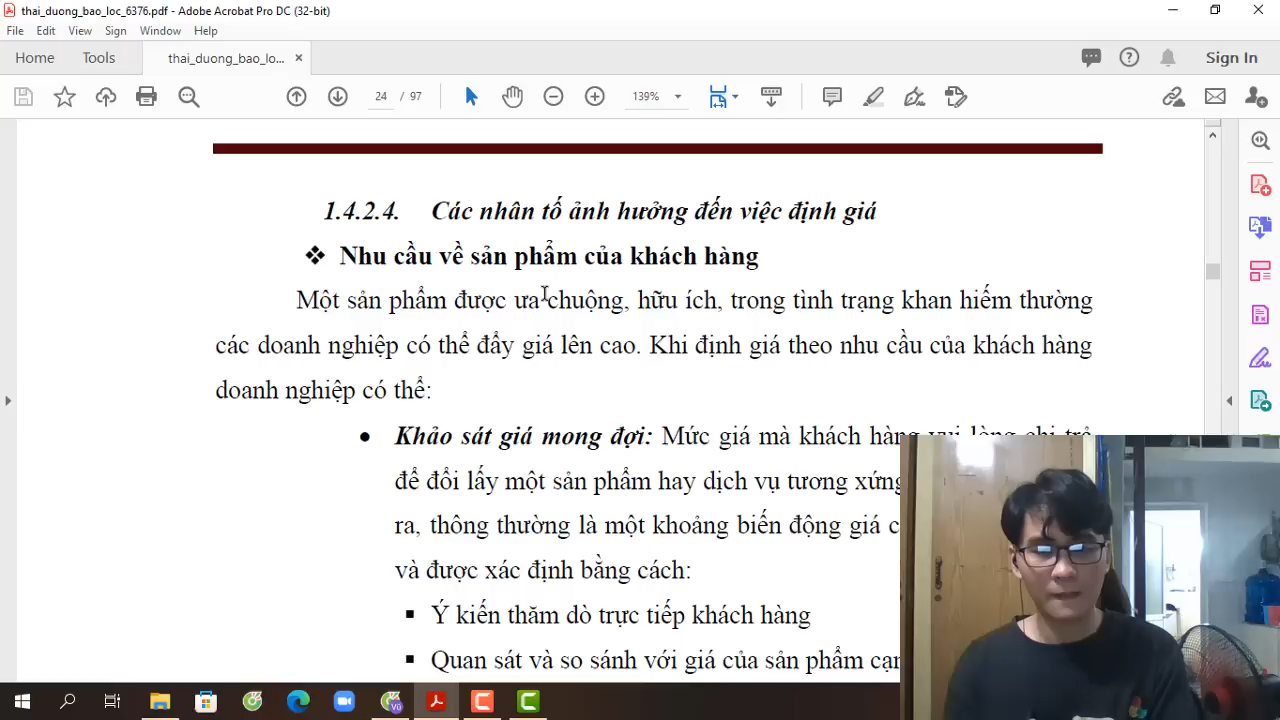 thai_duong_bao_loc_6376.pdf - Adobe Acrobat Pro DC (32-bit)
File Edit View Sign Window Help
Home Tools thai_duong_bao_lo... × Sign In
24 / 97 139%
1.4.2.4. Các nhân tố ảnh hưởng đến việc định giá
❖ Nhu cầu về sản phẩm của khách hàng
Một sản phẩm được ưa chuộng, hữu ích, trong tình trạng khan hiếm thường
các doanh nghiệp có thể đẩy giá lên cao. Khi định giá theo nhu cầu của khách hàng
doanh nghiệp có thể:
• Khảo sát giá mong đợi: Mức giá mà khách hàng vui lòng chi trả
để đổi lấy một sản phẩm hay dịch vụ tương xứng
ra, thông thường là một khoảng biến động giá
và được xác định bằng cách:
▪ Ý kiến thăm dò trực tiếp khách hàng
▪ Quan sát và so sánh với giá của sản phẩm